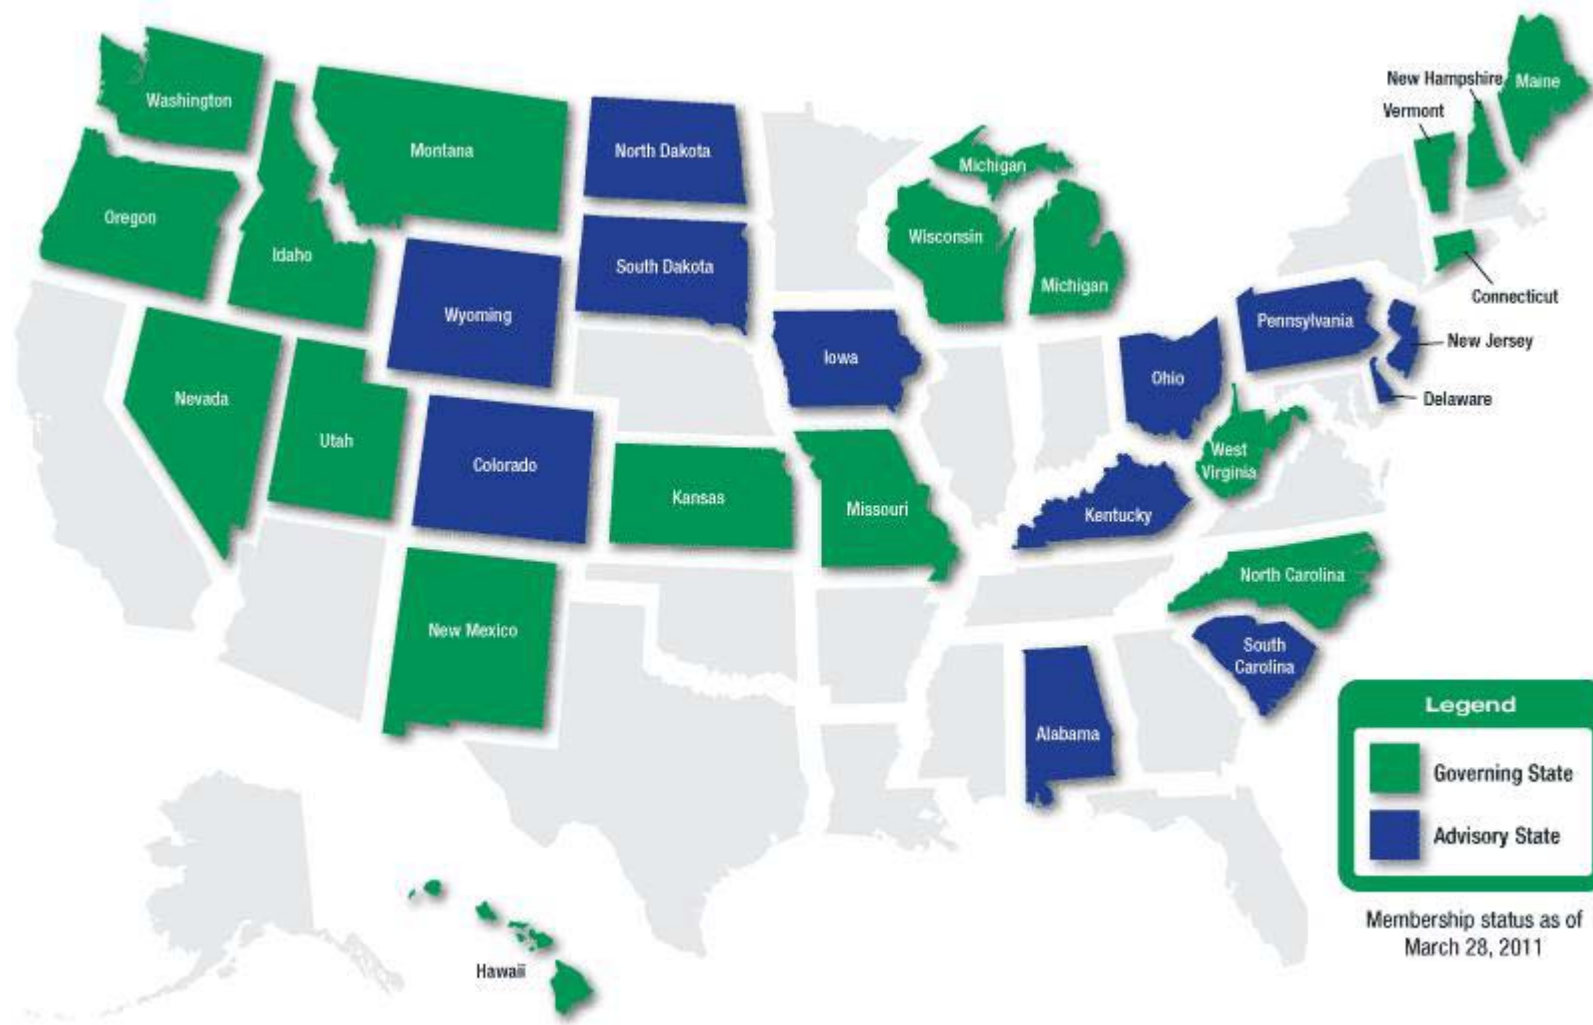 New Hampshire
Maine
Vermont
Washington
Montana
North Dakota
Michigan
Oregon
Idaho
Wisconsin
South Dakota
Michigan
Connecticut
Wyoming
Pennsylvania
New Jersey
Iowa
Ohio
Nevada
Delaware
Utah
Colorado
West
Virginia
Kansas
Missouri
Kentucky
North Carolina
New Mexico
South
Carolina
Alabama
Hawaii
Legend
Governing State
Advisory State
Membership status as of
March 28, 2011